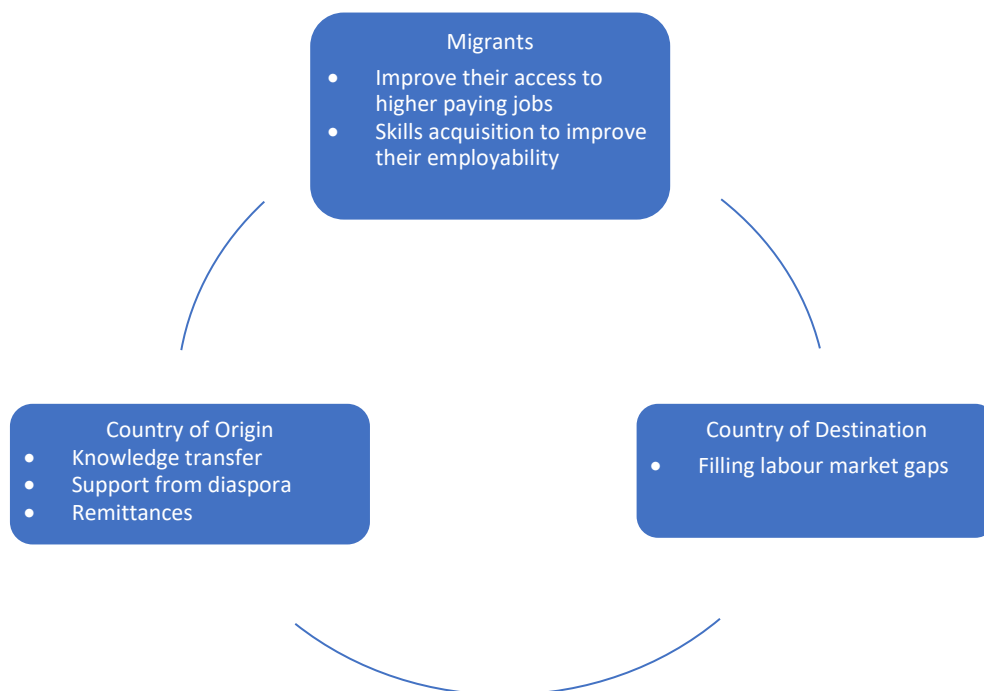 Migrants
• Improve their access to
higher paying jobs
• Skills acquisition to improve
their employability
Country of Origin
• Knowledge transfer
• Support from diaspora
• Remittances
Country of Destination
• Filling labour market gaps